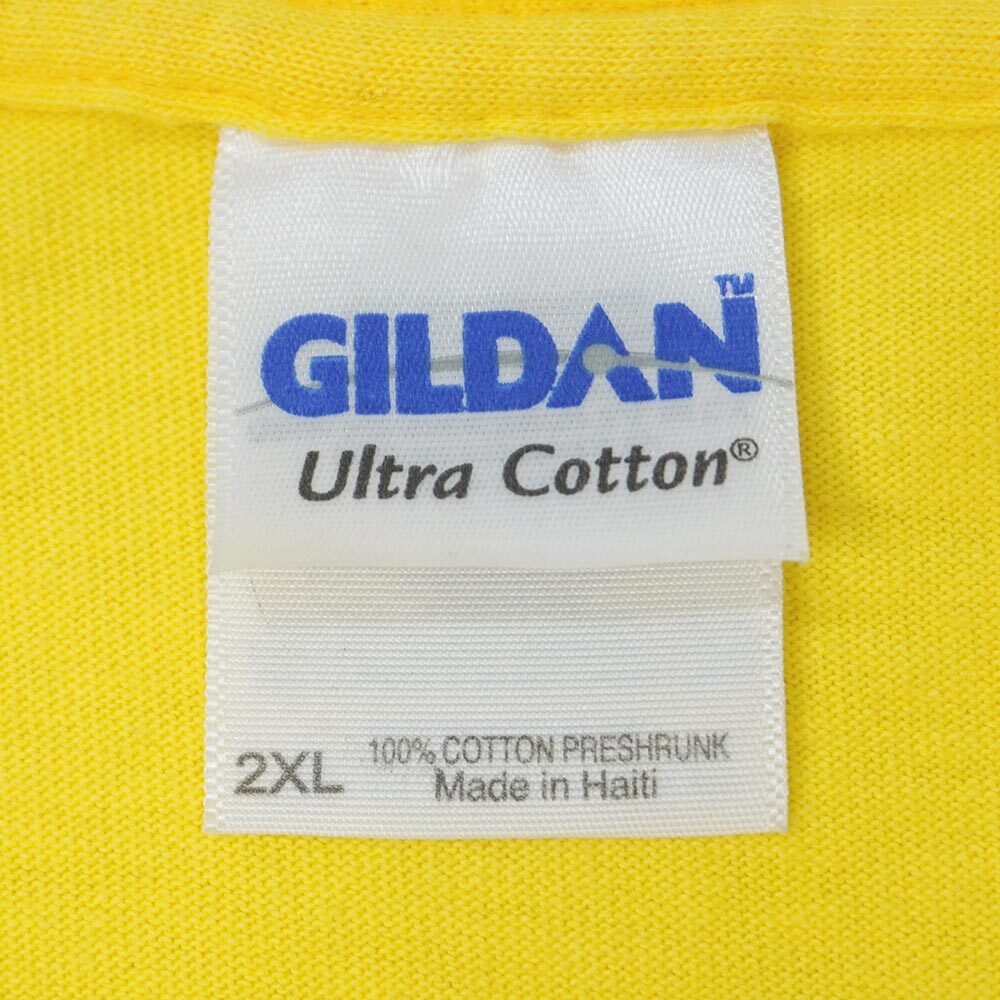 GILDAN™
Ultra Cotton®
2XL
100% COTTON PRESHRUNK
Made in Haiti